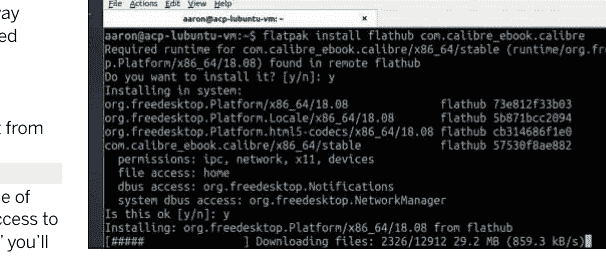 ay
ed
from
e of
ccess to
' you'll
File Actions Edit View Help
aaron@acp-lubuntu-vm: ~
aaron@acp-lubuntu-vm:~$ flatpak install flathub com.calibre_ebook.calibre
Required runtime for com.calibre_ebook.calibre/x86_64/stable (runtime/org.fr
p.Platform/x86_64/18.08) found in remote flathub
Do you want to install it? [y/n]: y
Installing in system:
org.freedesktop.Platform/x86_64/18.08 flathub 73e812f33b03
org.freedesktop.Platform.Locale/x86_64/18.08 flathub 5b871bcc2094
org.freedesktop.Platform.html5-codecs/x86_64/18.08 flathub cb314686f1e0
com.calibre_ebook.calibre/x86_64/stable flathub 57530f8ae882
permissions: ipc, network, x11, devices
file access: home
dbus access: org.freedesktop.Notifications
system dbus access: org.freedesktop.NetworkManager
Is this ok [y/n]: y
Installing: org.freedesktop.Platform/x86_64/18.08 from flathub
[##### ] Downloading files: 2326/12912 29.2 MB (859.3 kB/s)